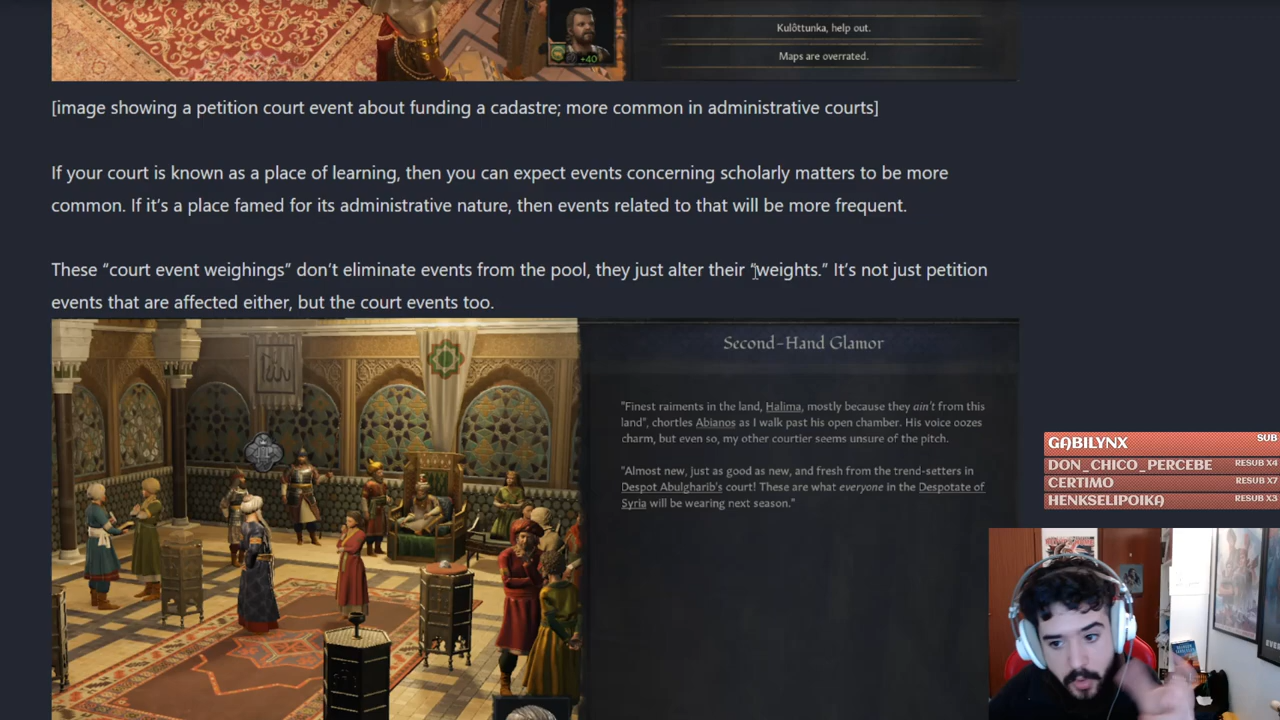 Kulôttunka, help out.
+40
Maps are overrated.
[image showing a petition court event about funding a cadastre; more common in administrative courts]
If your court is known as a place of learning, then you can expect events concerning scholarly matters to be more
common. If it’s a place famed for its administrative nature, then events related to that will be more frequent.
These “court event weighings” don’t eliminate events from the pool, they just alter their “weights.” It’s not just petition
events that are affected either, but the court events too.
Second-Hand Glamor
"Finest raiments in the land, Halima, mostly because they ain't from this
land", chortles Abianos as I walk past his open chamber. His voice oozes
charm, but even so, my other courtier seems unsure of the pitch.
"Almost new, just as good as new, and fresh from the trend-setters in
Despot Abulgharib's court! These are what everyone in the Despotate of
Syria will be wearing next season."
GABILYNX SUB
DON_CHICO_PERCEBE RESUB X4
CERTIMO RESUB X7
HENKSELIPOIKA RESUB X3